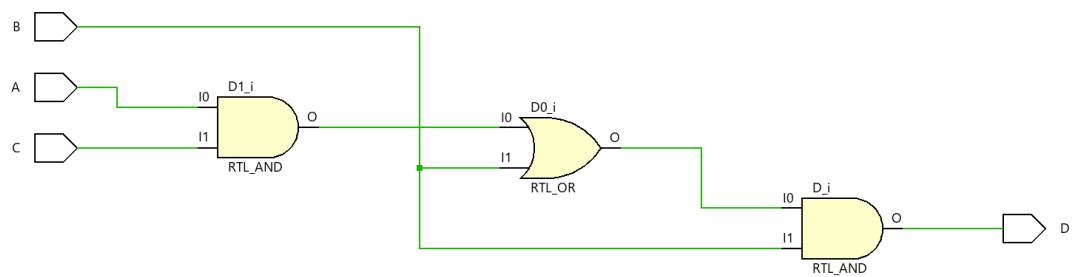 B
A
C
D1_i
I0
I1
O
RTL_AND
D0_i
I0
I1
O
RTL_OR
D_i
I0
I1
O
RTL_AND
D